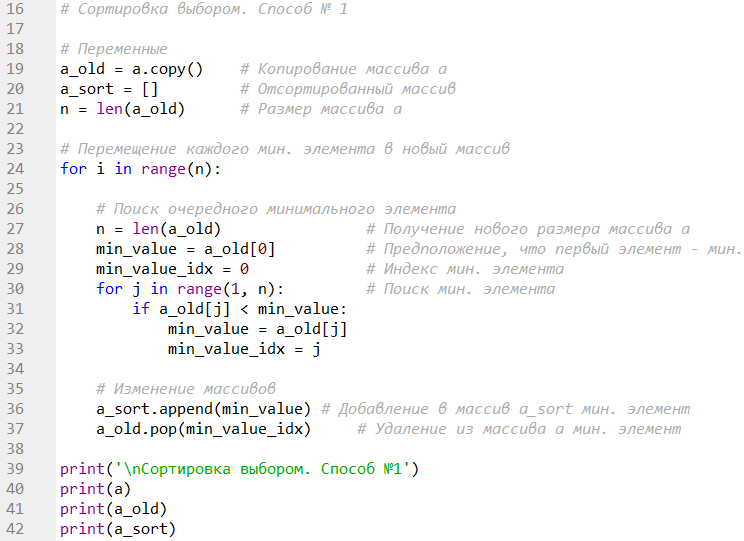 16 # Сортировка выбором. Способ № 1
17
18 # Переменные
19 a_old = a.copy()    # Копирование массива a
20 a_sort = []         # Отсортированный массив
21 n = len(a_old)      # Размер массива a
22
23 # Перемещение каждого мин. элемента в новый массив
24 for i in range(n):
25
26     # Поиск очередного минимального элемента
27     n = len(a_old)                # Получение нового размера массива a
28     min_value = a_old[0]          # Предположение, что первый элемент - мин.
29     min_value_idx = 0             # Индекс мин. элемента
30     for j in range(1, n):         # Поиск мин. элемента
31         if a_old[j] < min_value:
32             min_value = a_old[j]
33             min_value_idx = j
34
35     # Изменение массивов
36     a_sort.append(min_value) # Добавление в массив a_sort мин. элемент
37     a_old.pop(min_value_idx)     # Удаление из массива a мин. элемент
38
39 print('\nСортировка выбором. Способ №1')
40 print(a)
41 print(a_old)
42 print(a_sort)